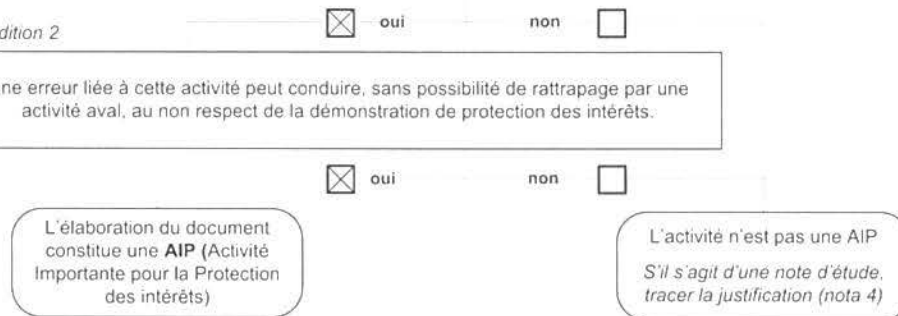 oui non
dition 2
ne erreur liée à cette activité peut conduire, sans possibilité de rattrapage par une
activité aval, au non respect de la démonstration de protection des intérêts.
oui non
L'élaboration du document
constitue une AIP (Activité
Importante pour la Protection
des intérêts)
L'activité n'est pas une AIP
S'il s'agit d'une note d'étude,
tracer la justification (nota 4)